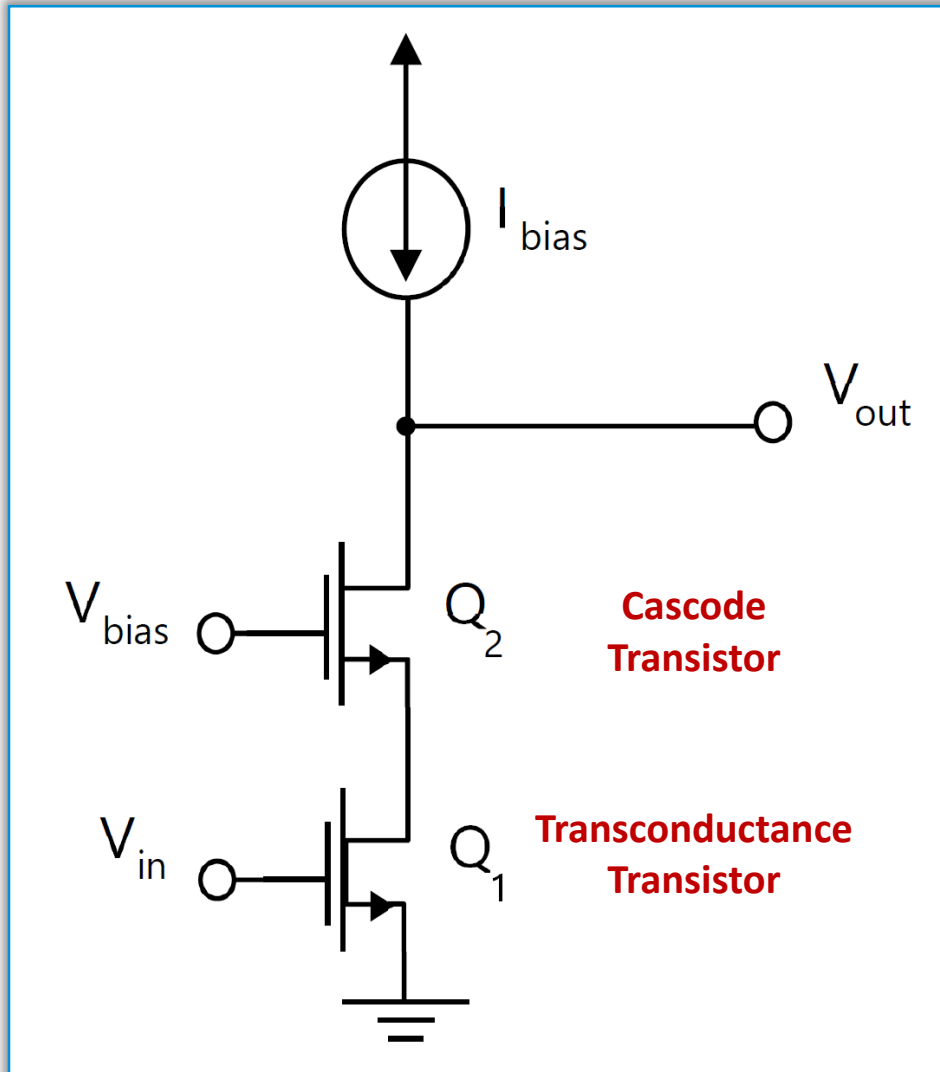 I bias
V out
V bias
Q 2
Cascode
Transistor
V in
Q 1
Transconductance
Transistor